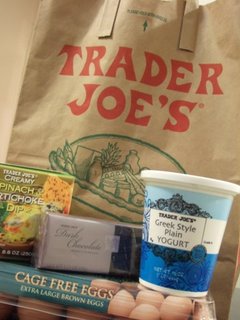 TRADER
JOE'S®
TRADER JOE'S
CREAMY
SPINACH &
ARTICHOKE
DIP
Dark
Chocolate
TRADER JOE'S
Greek Style
Plain
YOGURT
CAGE FREE EGGS
EXTRA LARGE BROWN EGGS